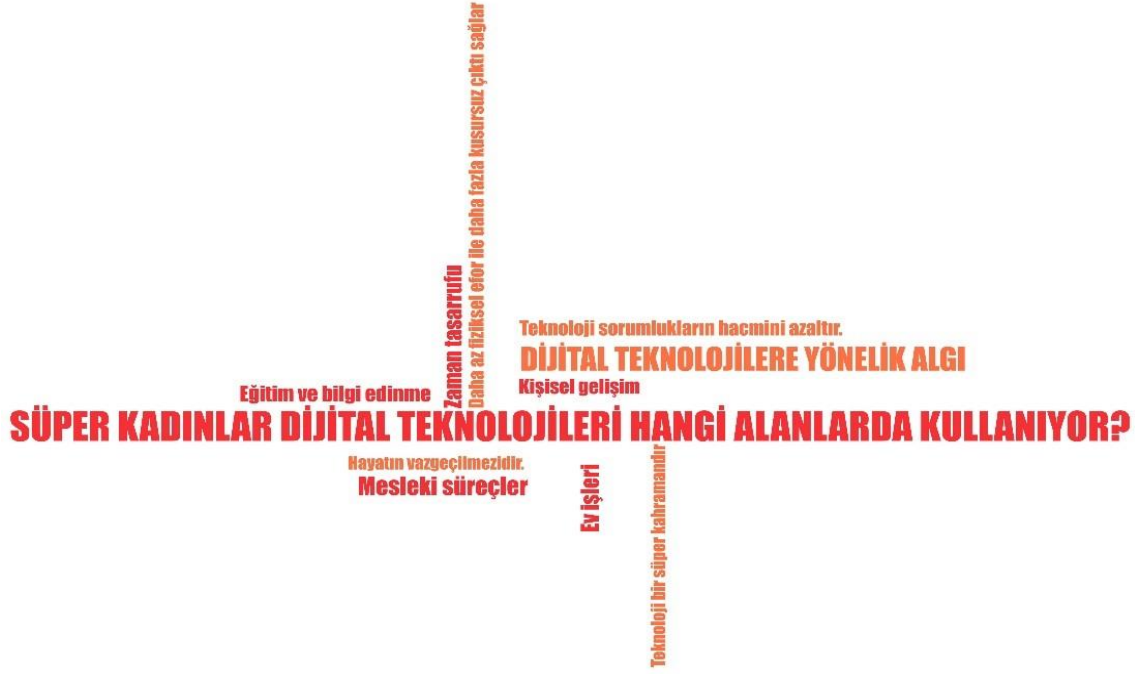 Daha az fiziksel efor ile daha fazla kusursuz çıktı sağlar
Zaman tasarrufu
Teknoloji sorumlukların hacmini azaltır.
DİJİTAL TEKNOLOJİLERE YÖNELİK ALGI
Kişisel gelişim
Eğitim ve bilgi edinme
SÜPER KADINLAR DİJİTAL TEKNOLOJİLERİ HANGİ ALANLARDA KULLANIYOR?
Hayatın vazgeçilmezidir.
Mesleki süreçler
Ev işleri
Teknoloji bir süper kahramandır